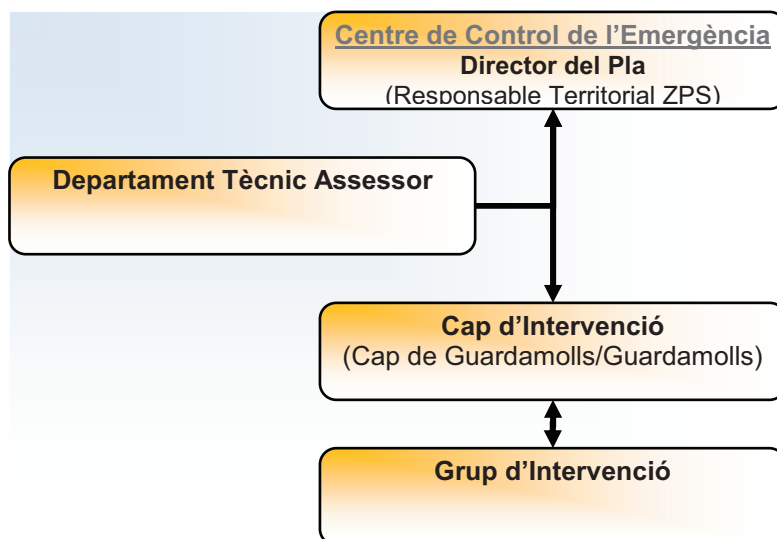 Centre de Control de l’Emergència
Director del Pla
(Responsable Territorial ZPS)
Departament Tècnic Assessor
Cap d’Intervenció
(Cap de Guardamolls/Guardamolls)
Grup d’Intervenció